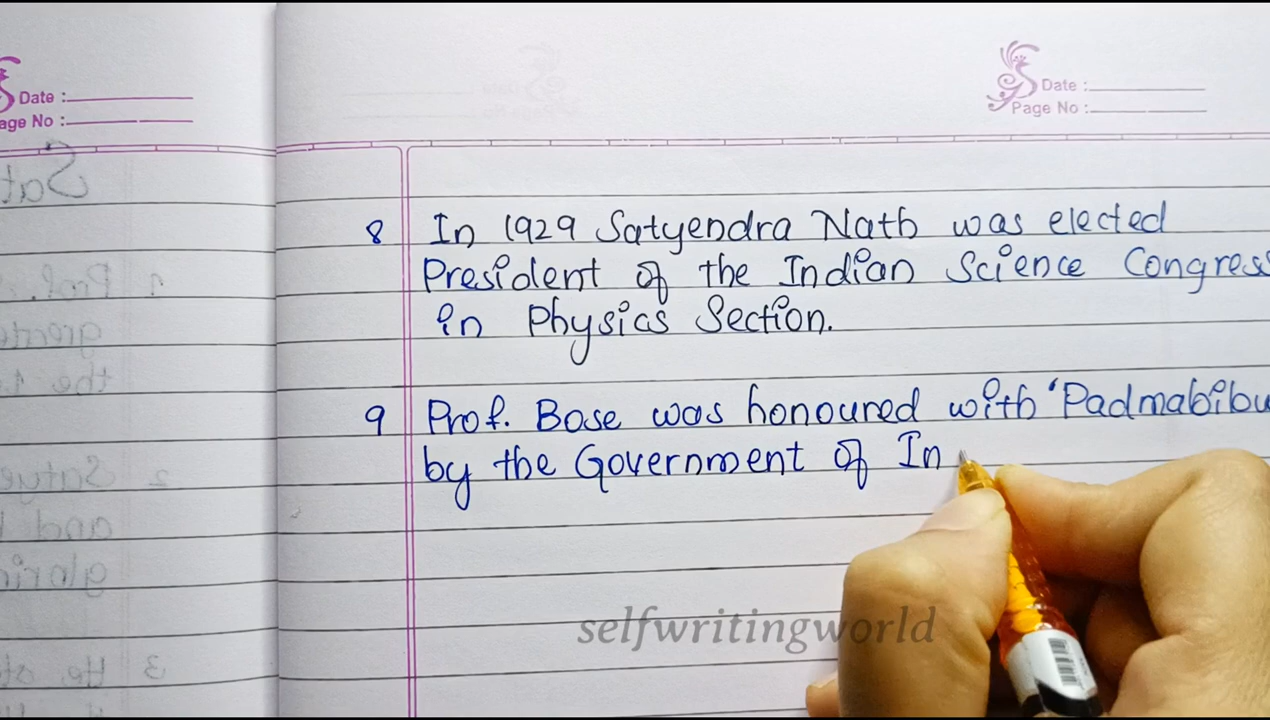 Date :
Page No :
Date :
age No :
8 In 1929 Satyendra Nath was elected
President of the Indian Science Congress
in Physics Section.
9 Prof. Bose was honoured with 'Padmabibu
by the Government of In
selfwritingworld